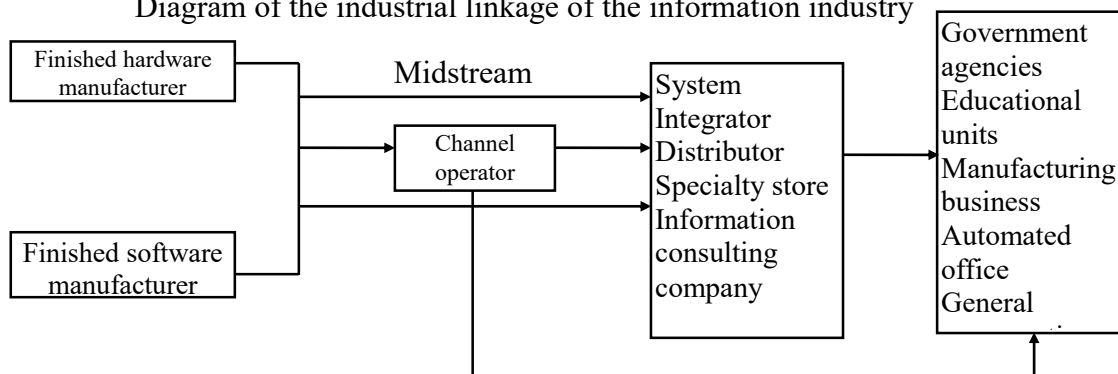 Diagram of the industrial linkage of the information industry
Finished hardware
manufacturer
Midstream
Channel
operator
Finished software
manufacturer
System
Integrator
Distributor
Specialty store
Information
consulting
company
Government
agencies
Educational
units
Manufacturing
business
Automated
office
General